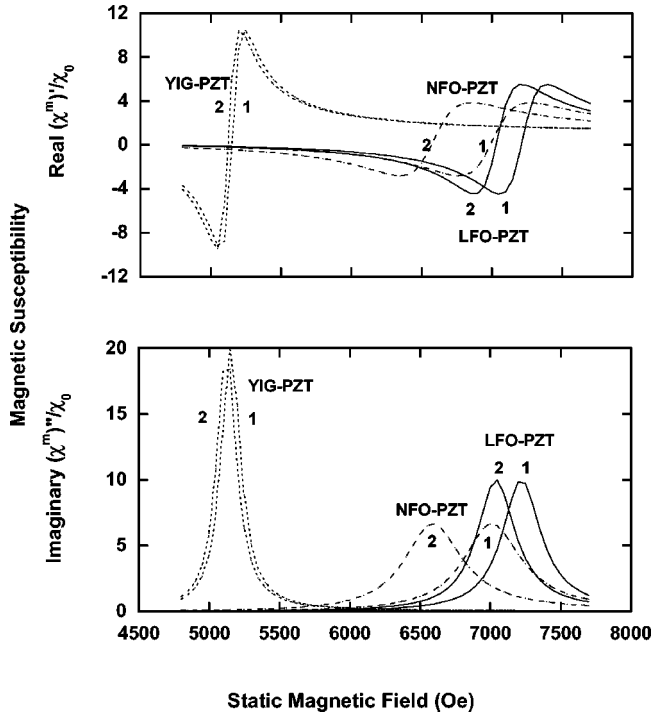 12
8
4
0
-4
-8
-12
Real (χᵐ)'/χ₀
YIG-PZT
2 1
NFO-PZT
2 1
2 1
LFO-PZT
Magnetic Susceptibility
20
15
10
5
0
Imaginary (χᵐ)"/χ₀
YIG-PZT
2 1
LFO-PZT
2 1
NFO-PZT
2 1
4500 5000 5500 6000 6500 7000 7500 8000
Static Magnetic Field (Oe)